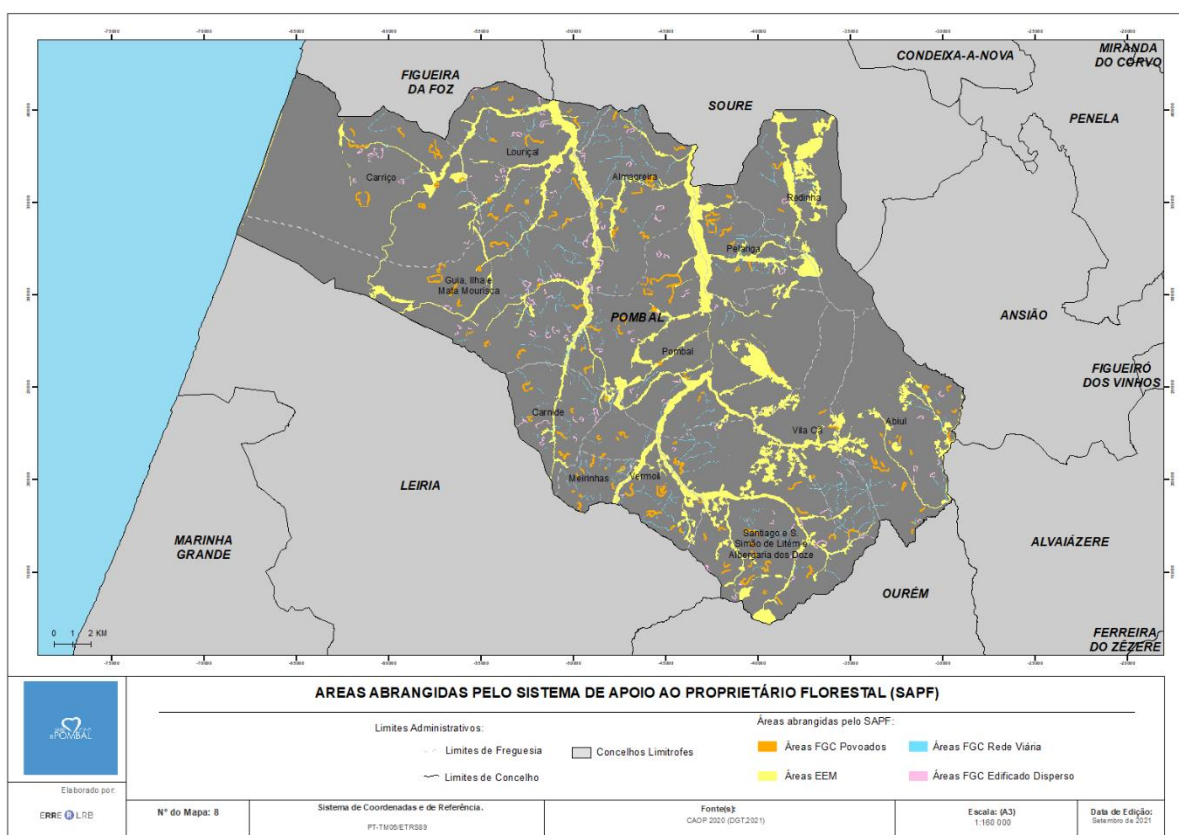 FIGUEIRA
DA FOZ
CONDEIXA-A-NOVA
MIRANDA
DO CORVO
SOURE
PENELA
Louriçal
Carriço
Almagreira
Redinha
Pelariga
Guia, Ilha e
Mata Mourisca
POMBAL
ANSIÃO
Pombal
FIGUEIRÓ
DOS VINHOS
Carnide
Vila Cã
Abiul
LEIRIA
Meirinhas
Vermoil
MARINHA
GRANDE
Santiago e S.
Simão de Litém e
Albergaria dos Doze
ALVAIÁZERE
OURÉM
FERREIRA
DO ZÊZERE
0 1 2 KM
AREAS ABRANGIDAS PELO SISTEMA DE APOIO AO PROPRIETÁRIO FLORESTAL (SAPF)
Limites Administrativos:
Limites de Freguesia
Concelhos Limitrofes
Limites de Concelho
Áreas abrangidas pelo SAPF:
Áreas FGC Povoados
Áreas FGC Rede Viária
Áreas EEM
Áreas FGC Edificado Disperso
POMBAL
Elaborado por:
ERRE LRB
Nº do Mapa: 8
Sistema de Coordenadas e de Referência.
PT-TM06/ETRS89
Fonte(s):
CAOP 2020 (DGT,2021)
Escala: (A3)
1:160 000
Data de Edição:
Setembro de 2021